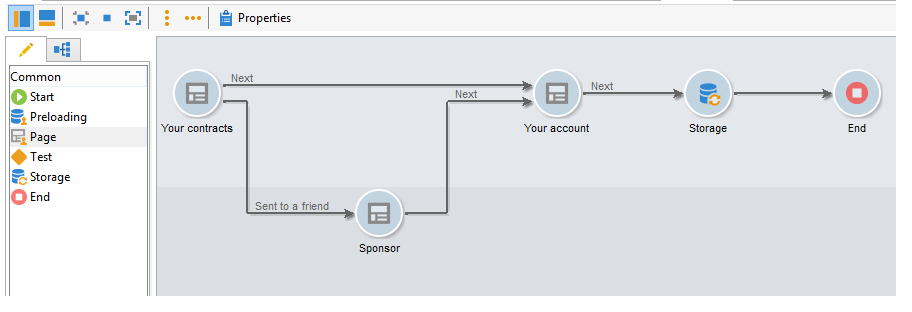 Properties
Common
Start
Preloading
Page
Test
Storage
End
Next
Next
Next
Your contracts
Your account
Storage
End
Sent to a friend
Sponsor